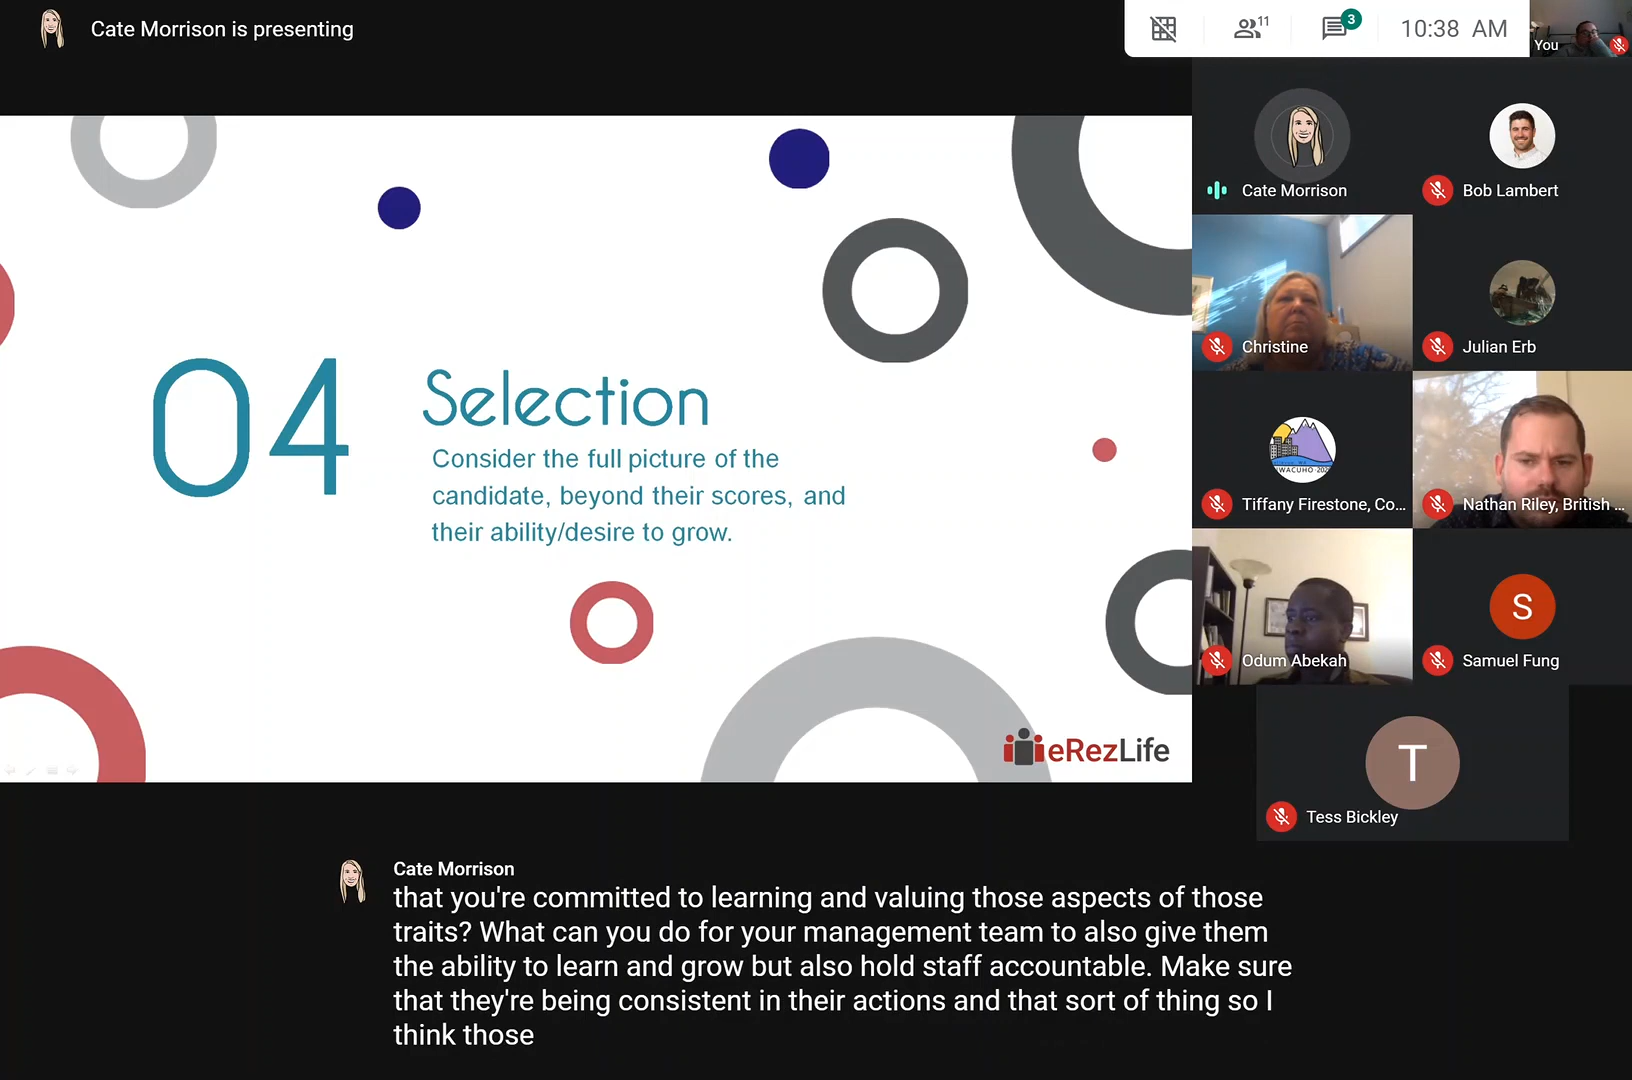 Cate Morrison is presenting
11
3
10:38 AM
You
Cate Morrison
Bob Lambert
Christine
Julian Erb
Tiffany Firestone, Co...
Nathan Riley, British ...
Odum Abekah
Samuel Fung
S
T
Tess Bickley
04
Selection
Consider the full picture of the
candidate, beyond their scores, and
their ability/desire to grow.
eRezLife
Cate Morrison
that you're committed to learning and valuing those aspects of those
traits? What can you do for your management team to also give them
the ability to learn and grow but also hold staff accountable. Make sure
that they're being consistent in their actions and that sort of thing so I
think those